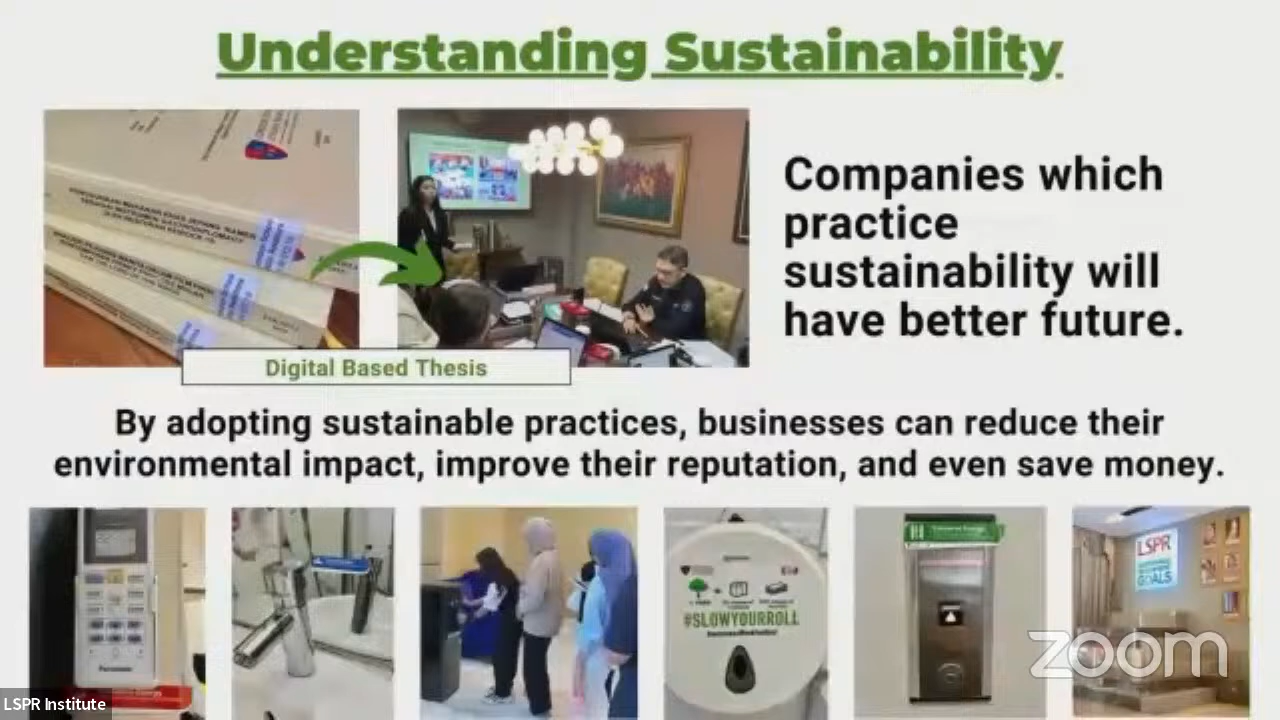 Understanding Sustainability
Companies which
practice
sustainability will
have better future.
Digital Based Thesis
By adopting sustainable practices, businesses can reduce their
environmental impact, improve their reputation, and even save money.
Panasonic
#SLOWYOURROLL
LSPR
GOALS
zoom
LSPR Institute